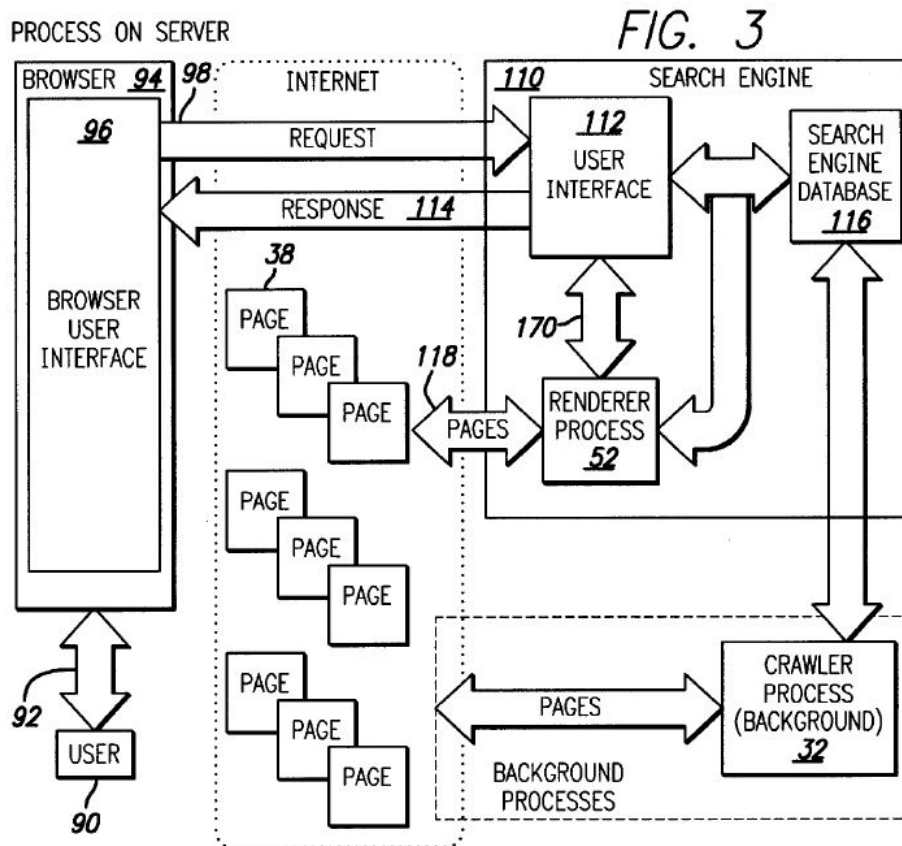 PROCESS ON SERVER
FIG. 3
BROWSER 94
98
INTERNET
110
SEARCH ENGINE
96
REQUEST
112
USER
INTERFACE
SEARCH
ENGINE
DATABASE
116
RESPONSE 114
38
BROWSER
USER
INTERFACE
PAGE
PAGE
PAGE
118
PAGES
170
RENDERER
PROCESS
52
PAGE
PAGE
PAGE
92
USER
90
PAGE
PAGE
PAGE
PAGES
CRAWLER
PROCESS
(BACKGROUND)
32
BACKGROUND
PROCESSES